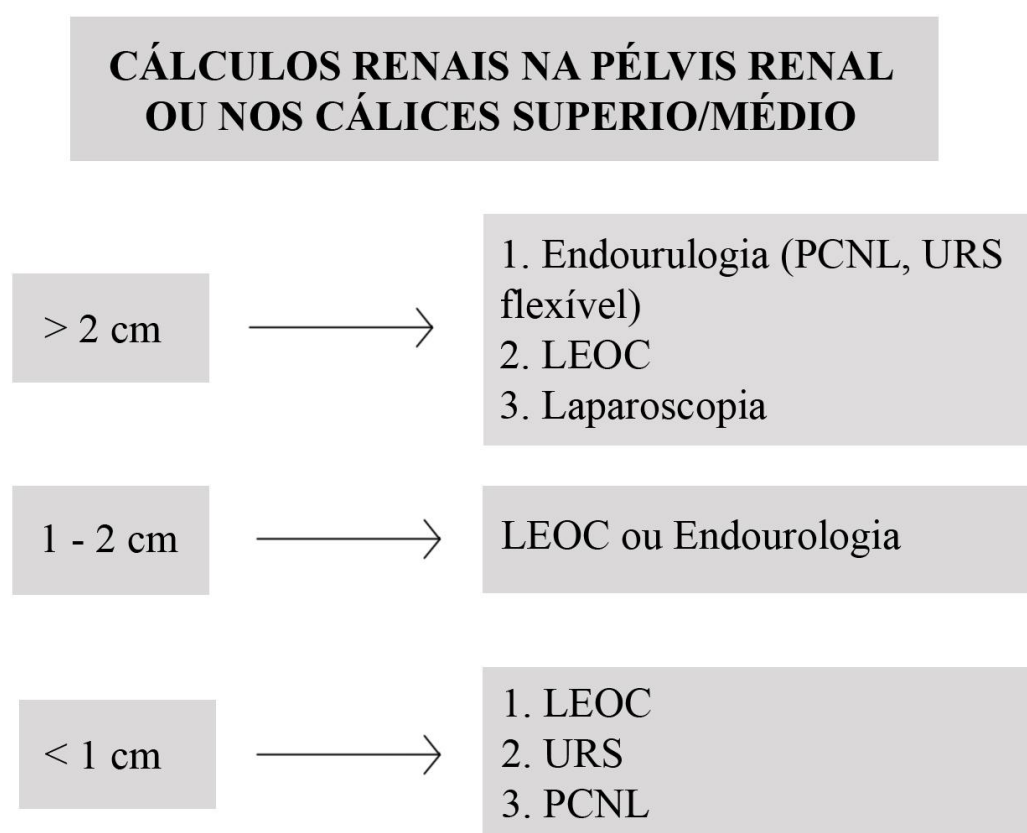 CÁLCULOS RENAIS NA PÉLVIS RENAL
OU NOS CÁLICES SUPERIO/MÉDIO
> 2 cm
1. Endourulogia (PCNL, URS
flexível)
2. LEOC
3. Laparoscopia
1 - 2 cm
LEOC ou Endourologia
< 1 cm
1. LEOC
2. URS
3. PCNL